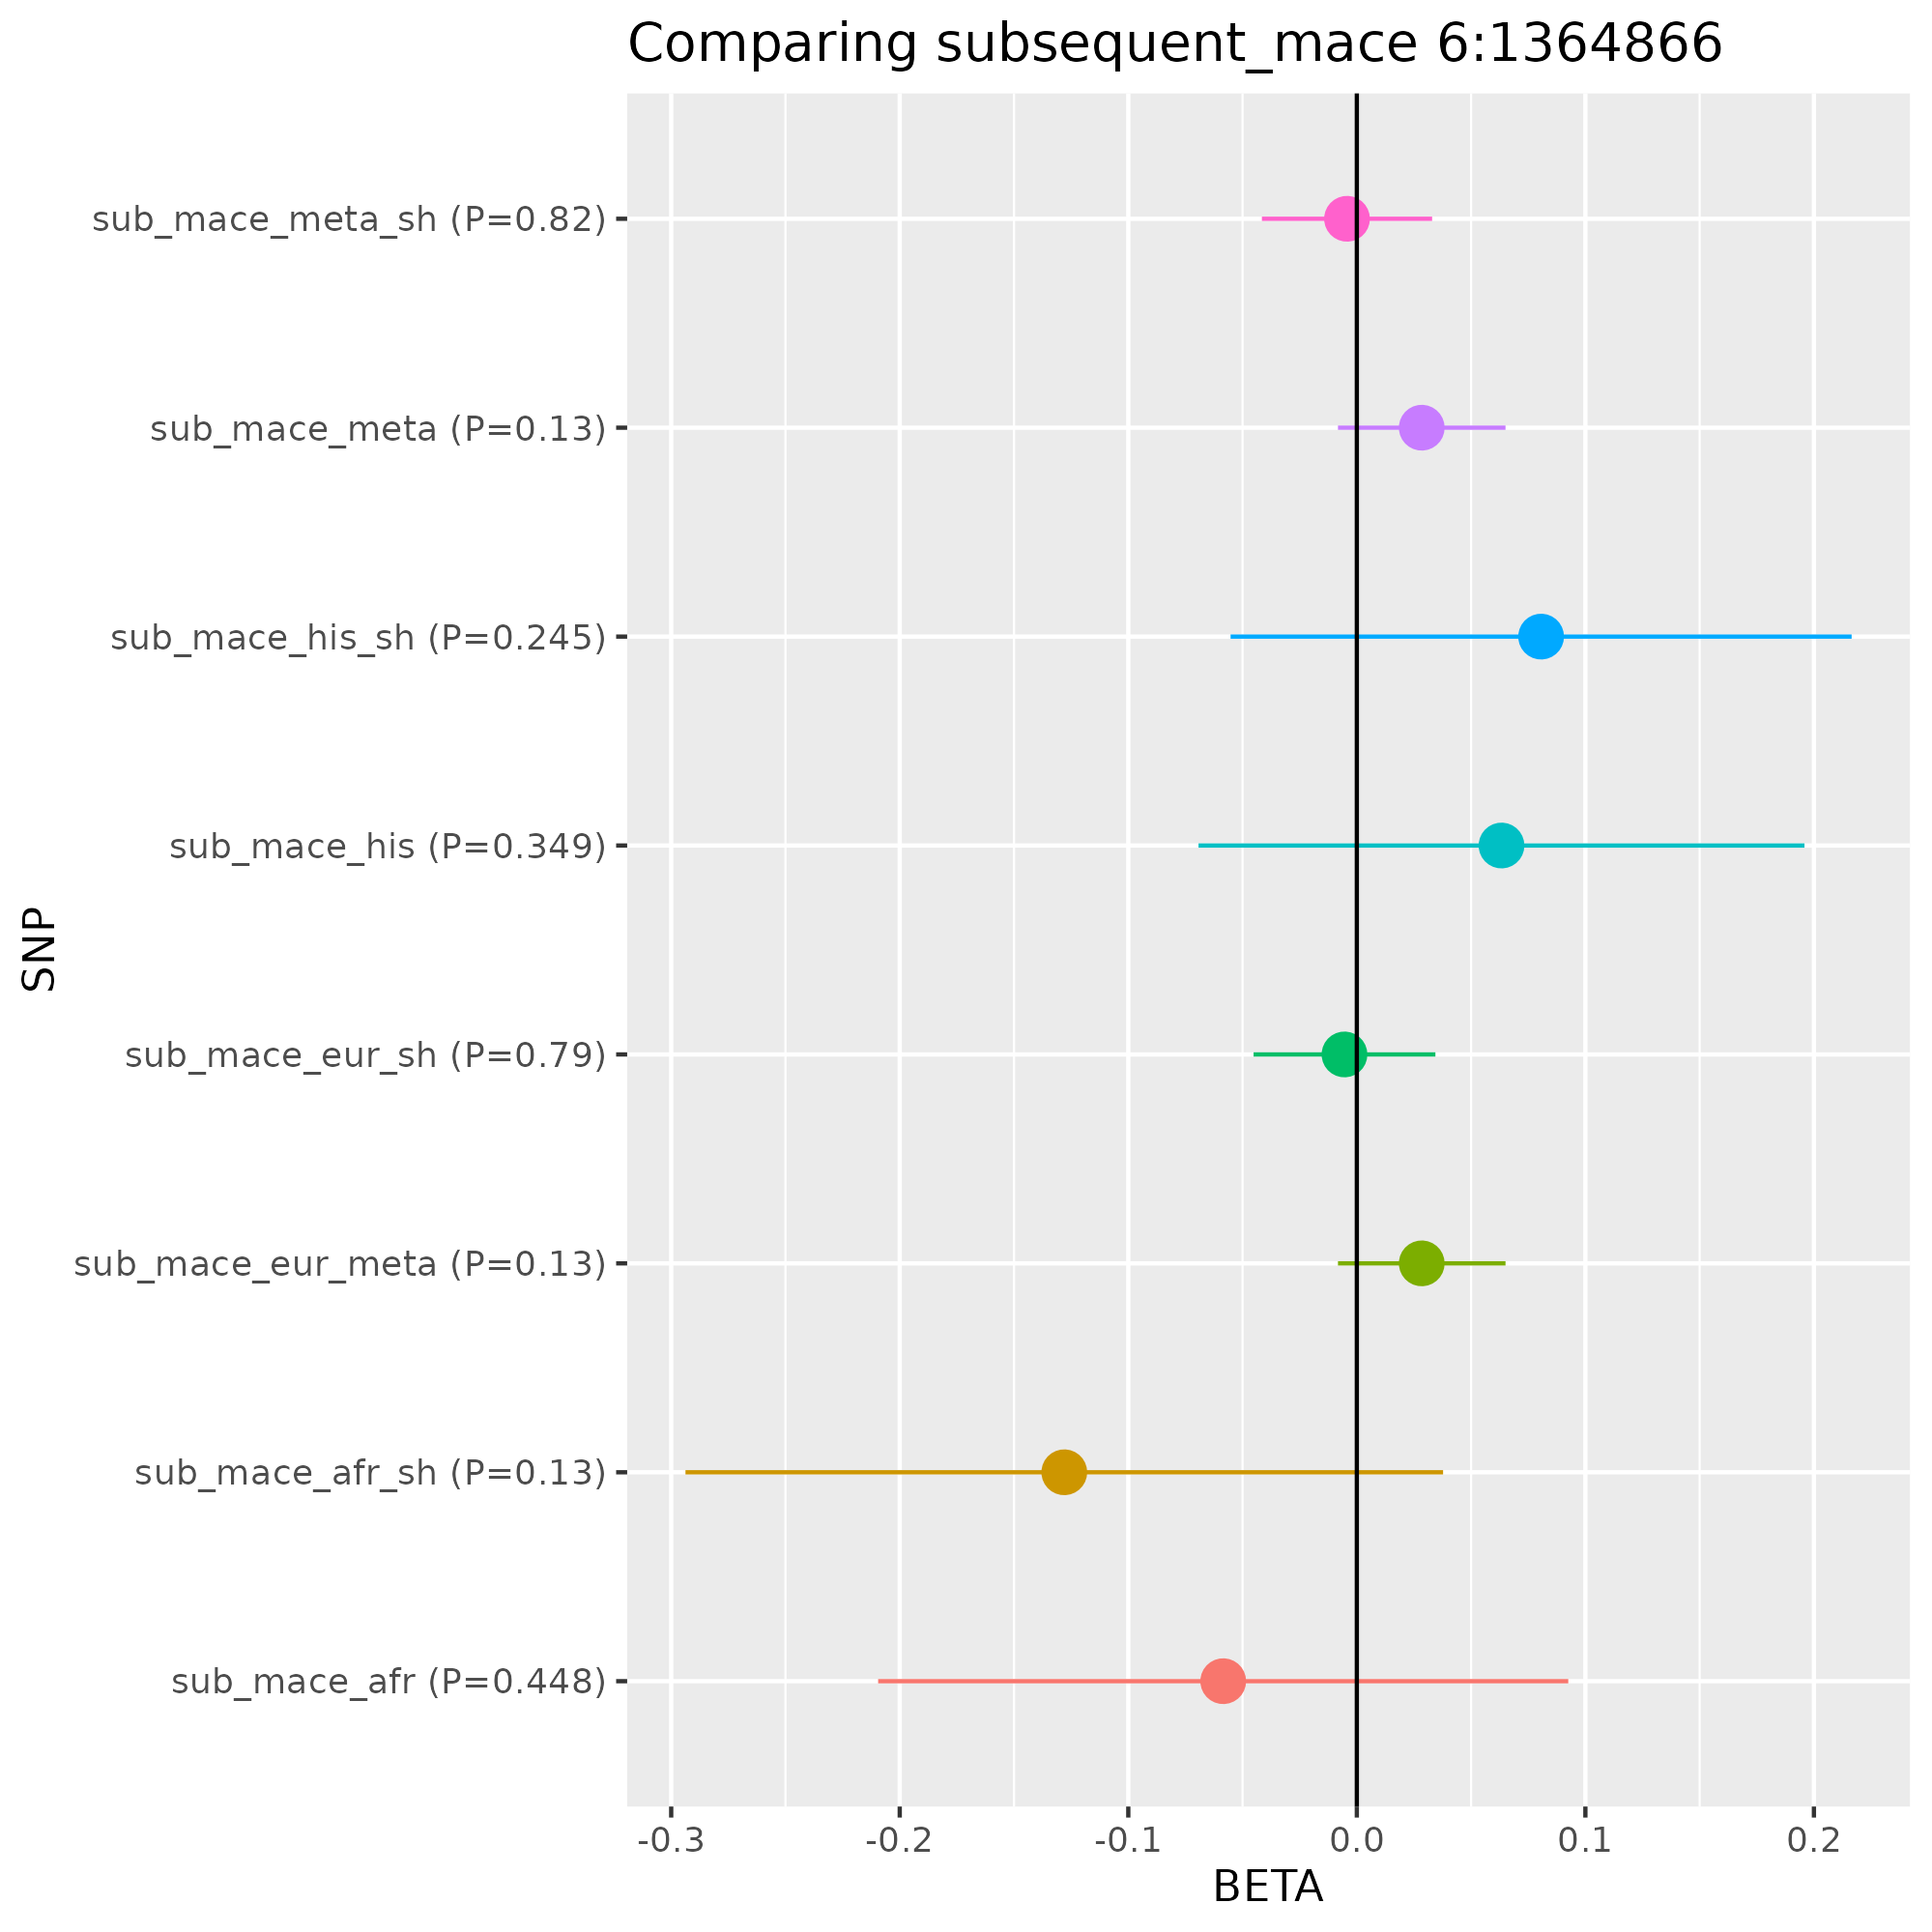 Comparing subsequent_mace 6:1364866
sub_mace_meta_sh (P=0.82)
sub_mace_meta (P=0.13)
sub_mace_his_sh (P=0.245)
sub_mace_his (P=0.349)
SNP
sub_mace_eur_sh (P=0.79)
sub_mace_eur_meta (P=0.13)
sub_mace_afr_sh (P=0.13)
sub_mace_afr (P=0.448)
-0.3 -0.2 -0.1 0.0 0.1 0.2
BETA